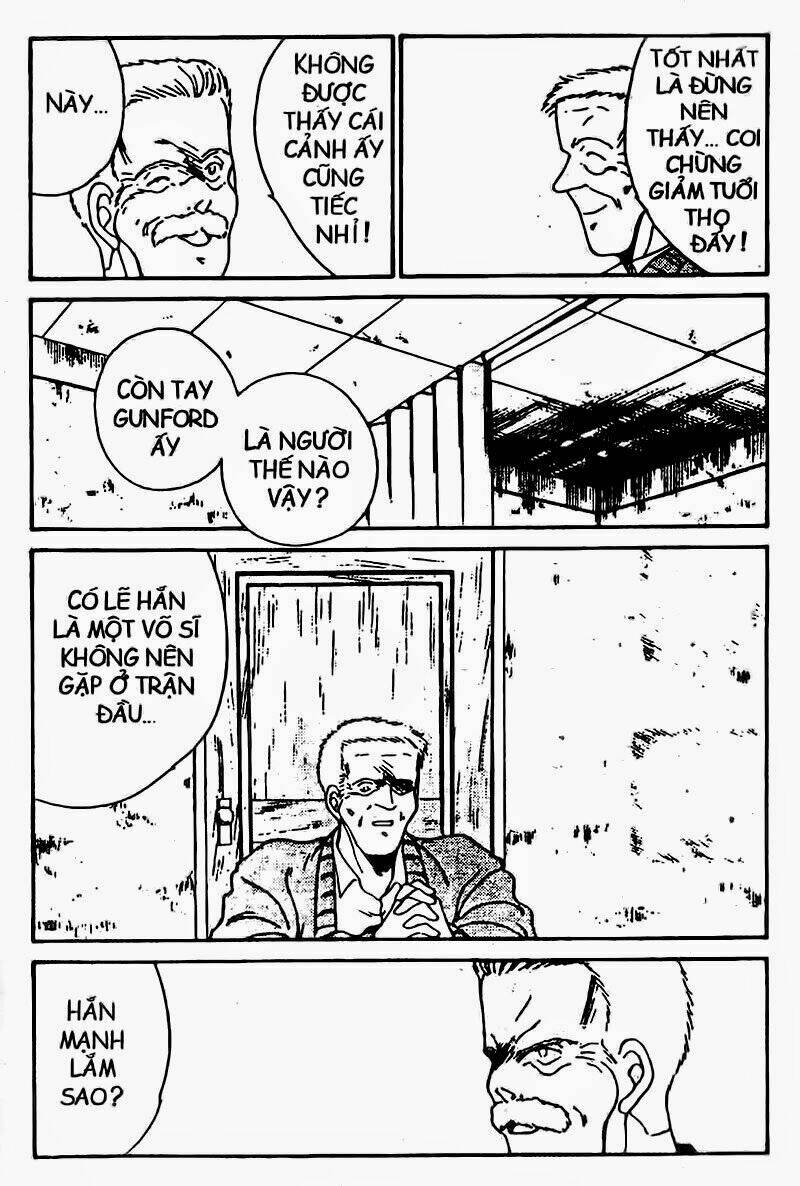 NÀY...
KHÔNG
ĐƯỢC
THẤY CÁI
CẢNH ẤY
CŨNG
TIẾC
NHỈ!
TỐT NHẤT
LÀ ĐỪNG
NÊN
THẤY... COI
CHỪNG
GIẢM TUỔI
THỌ
ĐẤY!
CÒN TAY
GUNFORD
ẤY
LÀ NGƯỜI
THẾ NÀO
VẬY?
CÓ LẼ HẮN
LÀ MỘT VÕ SĨ
KHÔNG NÊN
GẶP Ở TRẬN
ĐẦU...
HẮN
MẠNH
LẮM
SAO?